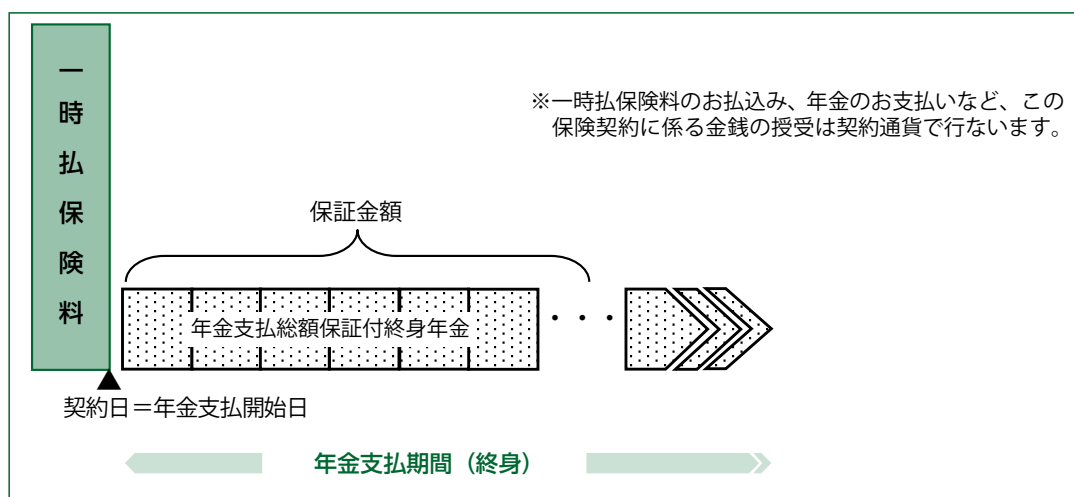 一時払保険料
※一時払保険料のお払込み、年金のお支払いなど、この
保険契約に係る金銭の授受は契約通貨で行ないます。
保証金額
年金支払総額保証付終身年金
・・・
契約日＝年金支払開始日
年金支払期間（終身）